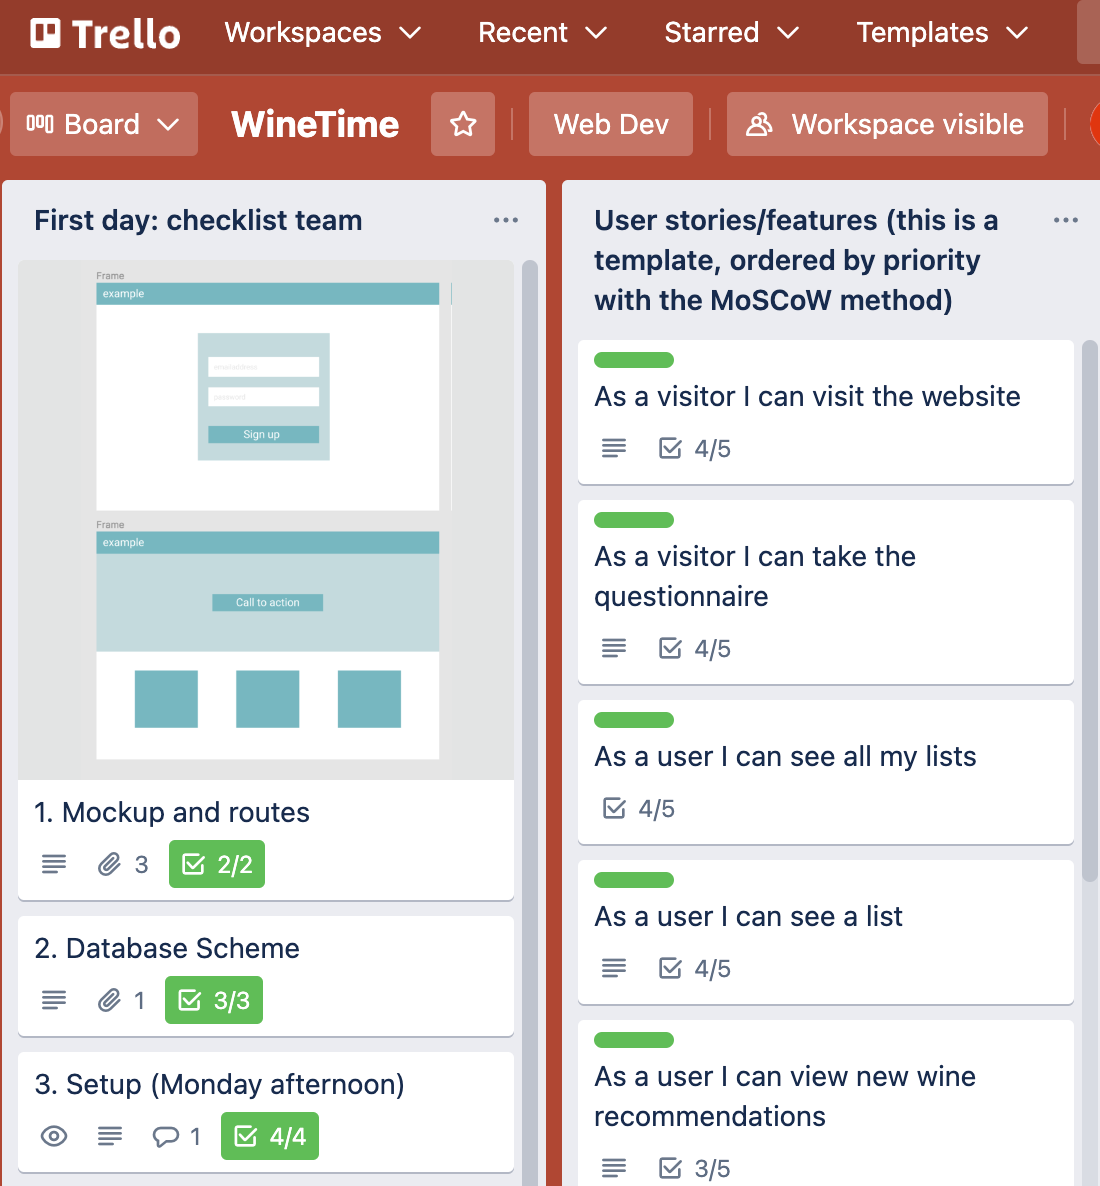 Trello
Workspaces
Recent
Starred
Templates
Board
WineTime
Web Dev
Workspace visible
First day: checklist team
Frame
example
password
Sign up
Frame
example
Call to action
1. Mockup and routes
3
2/2
2. Database Scheme
1
3/3
3. Setup (Monday afternoon)
1
4/4
User stories/features (this is a
template, ordered by priority
with the MoSCoW method)
As a visitor I can visit the website
4/5
As a visitor I can take the
questionnaire
4/5
As a user I can see all my lists
4/5
As a user I can see a list
4/5
As a user I can view new wine
recommendations
3/5